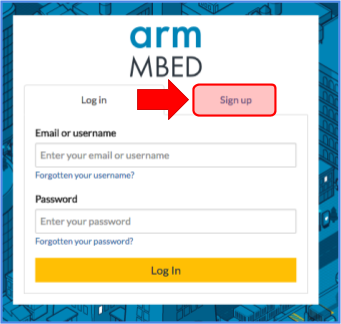 arm
MBED
Log in
Sign up
Email or username
Enter your email or username
Forgotten your username?
Password
Enter your password
Forgotten your password?
Log In